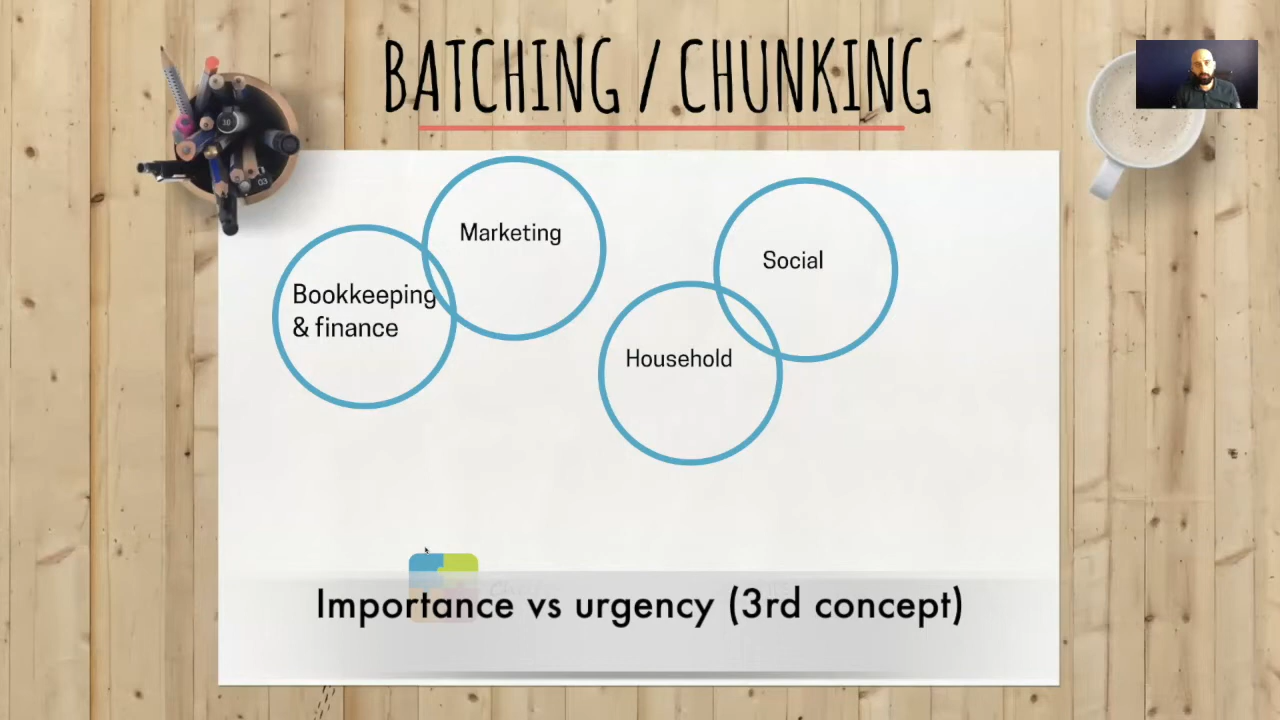 BATCHING / CHUNKING
Marketing
Social
Bookkeeping
& finance
Household
Importance vs urgency (3rd concept)